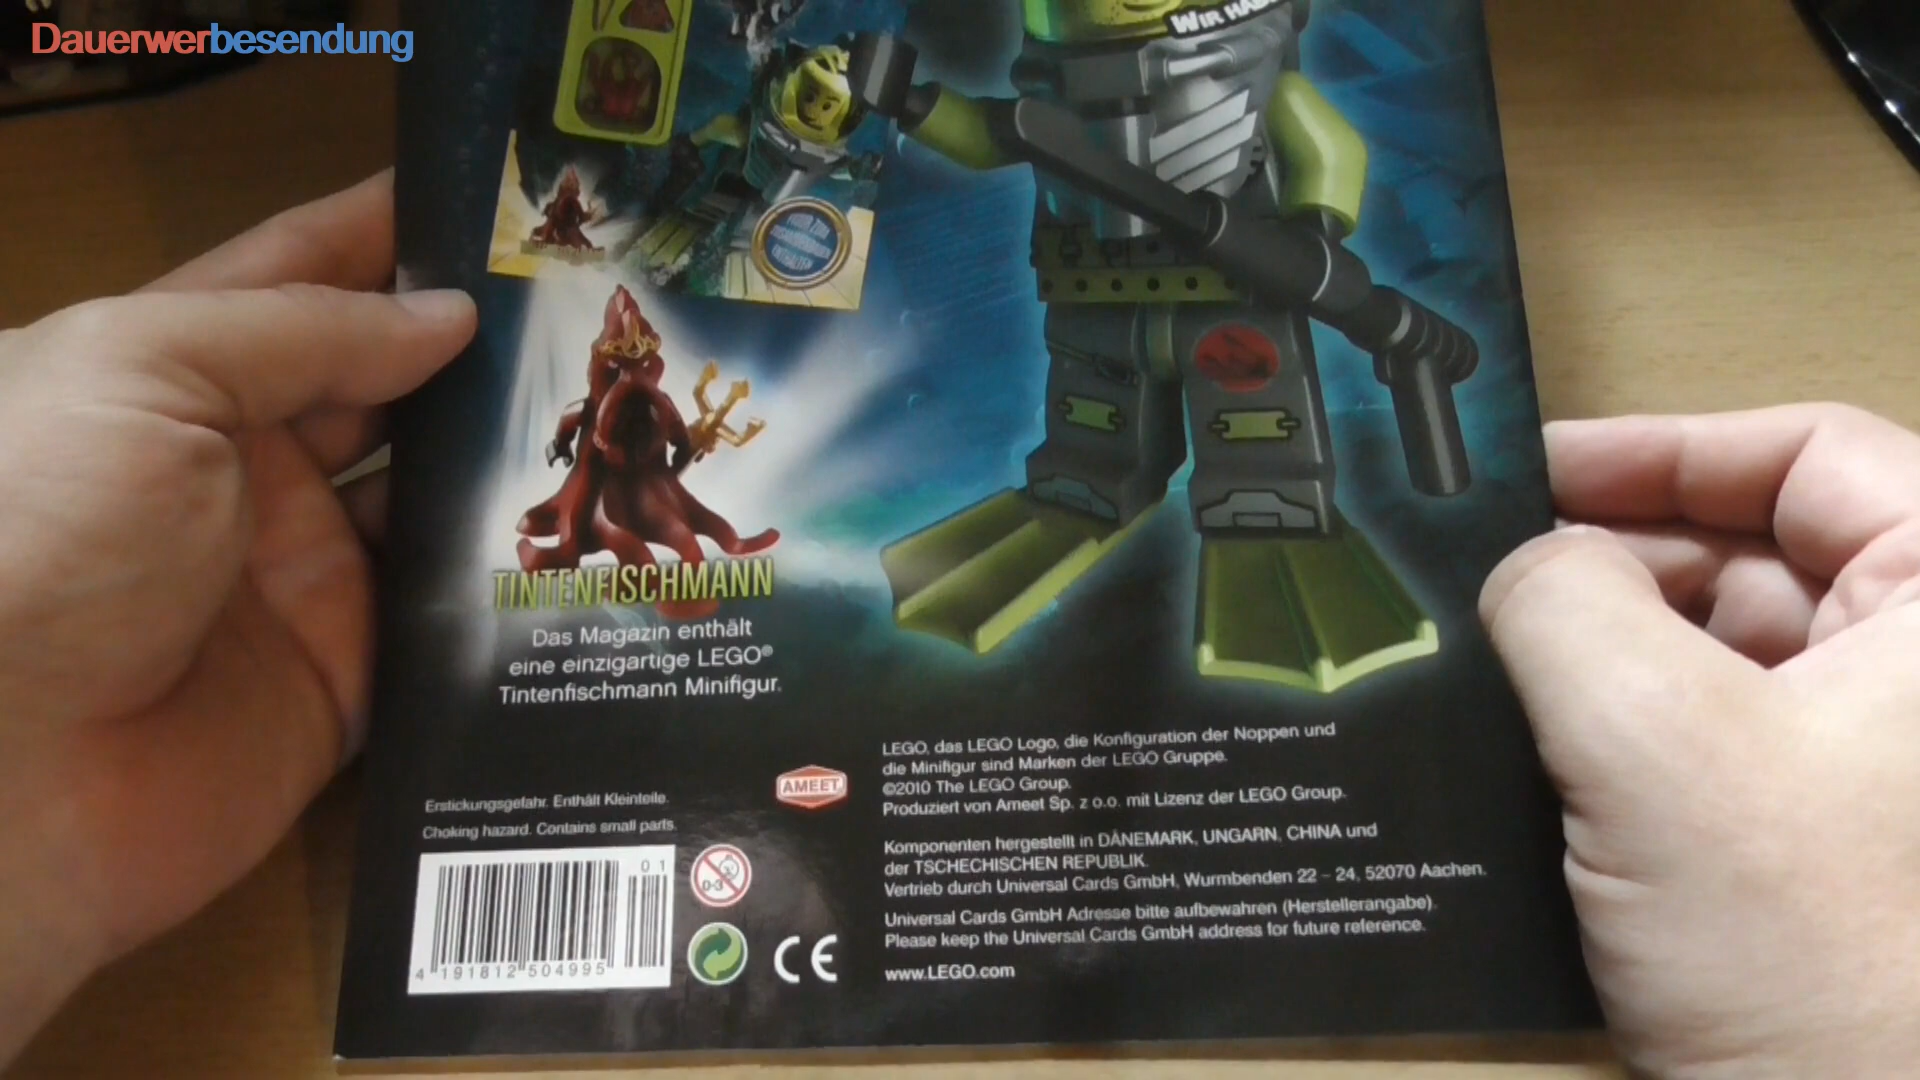 Dauerwerbesendung
WIR HABE
TINTENFISCHMANN
Das Magazin enthält
eine einzigartige LEGO®
Tintenfischmann Minifigur.
LEGO, das LEGO Logo, die Konfiguration der Noppen und
die Minifigur sind Marken der LEGO Gruppe.
©2010 The LEGO Group.
Produziert von Ameet Sp. z o.o. mit Lizenz der LEGO Group.
AMEET
Erstickungsgefahr. Enthält Kleinteile.
Choking hazard. Contains small parts.
Komponenten hergestellt in DÄNEMARK, UNGARN, CHINA und
der TSCHECHISCHEN REPUBLIK.
Vertrieb durch Universal Cards GmbH, Wurmbenden 22 – 24, 52070 Aachen.
Universal Cards GmbH Adresse bitte aufbewahren (Herstellerangabe).
Please keep the Universal Cards GmbH address for future reference.
www.LEGO.com
01
4 191812 504995
0-3
CE